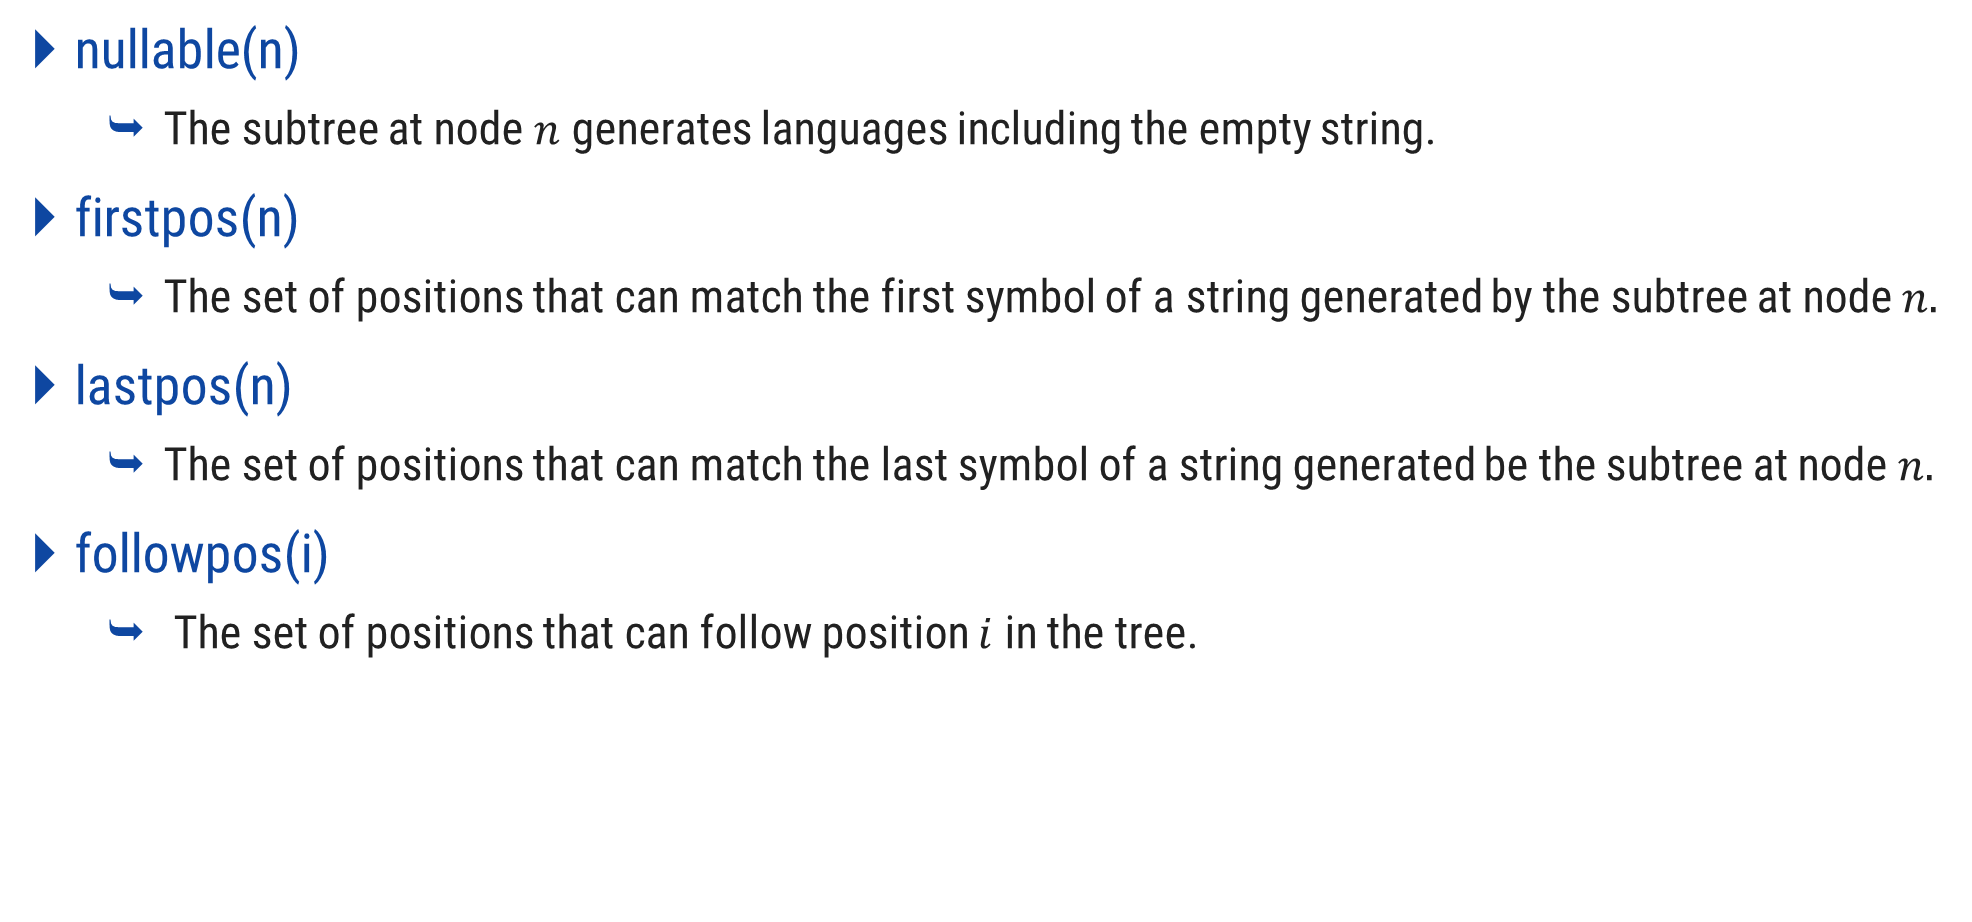 nullable(n)
The subtree at node n generates languages including the empty string.
firstpos(n)
The set of positions that can match the first symbol of a string generated by the subtree at node n.
lastpos(n)
The set of positions that can match the last symbol of a string generated be the subtree at node n.
followpos(i)
The set of positions that can follow position i in the tree.